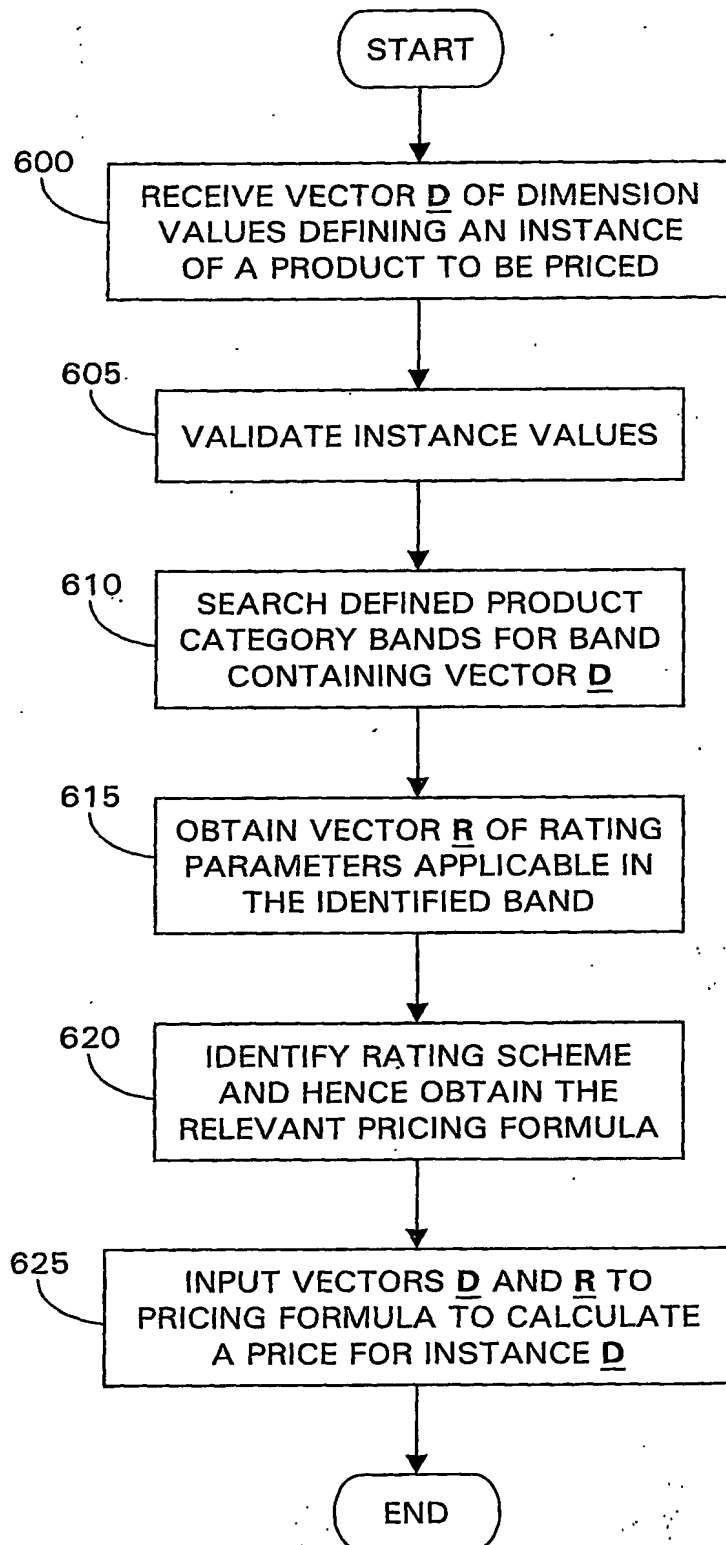 START
600
RECEIVE VECTOR D OF DIMENSION
VALUES DEFINING AN INSTANCE
OF A PRODUCT TO BE PRICED
605
VALIDATE INSTANCE VALUES
610
SEARCH DEFINED PRODUCT
CATEGORY BANDS FOR BAND
CONTAINING VECTOR D
615
OBTAIN VECTOR R OF RATING
PARAMETERS APPLICABLE IN
THE IDENTIFIED BAND
620
IDENTIFY RATING SCHEME
AND HENCE OBTAIN THE
RELEVANT PRICING FORMULA
625
INPUT VECTORS D AND R TO
PRICING FORMULA TO CALCULATE
A PRICE FOR INSTANCE D
END